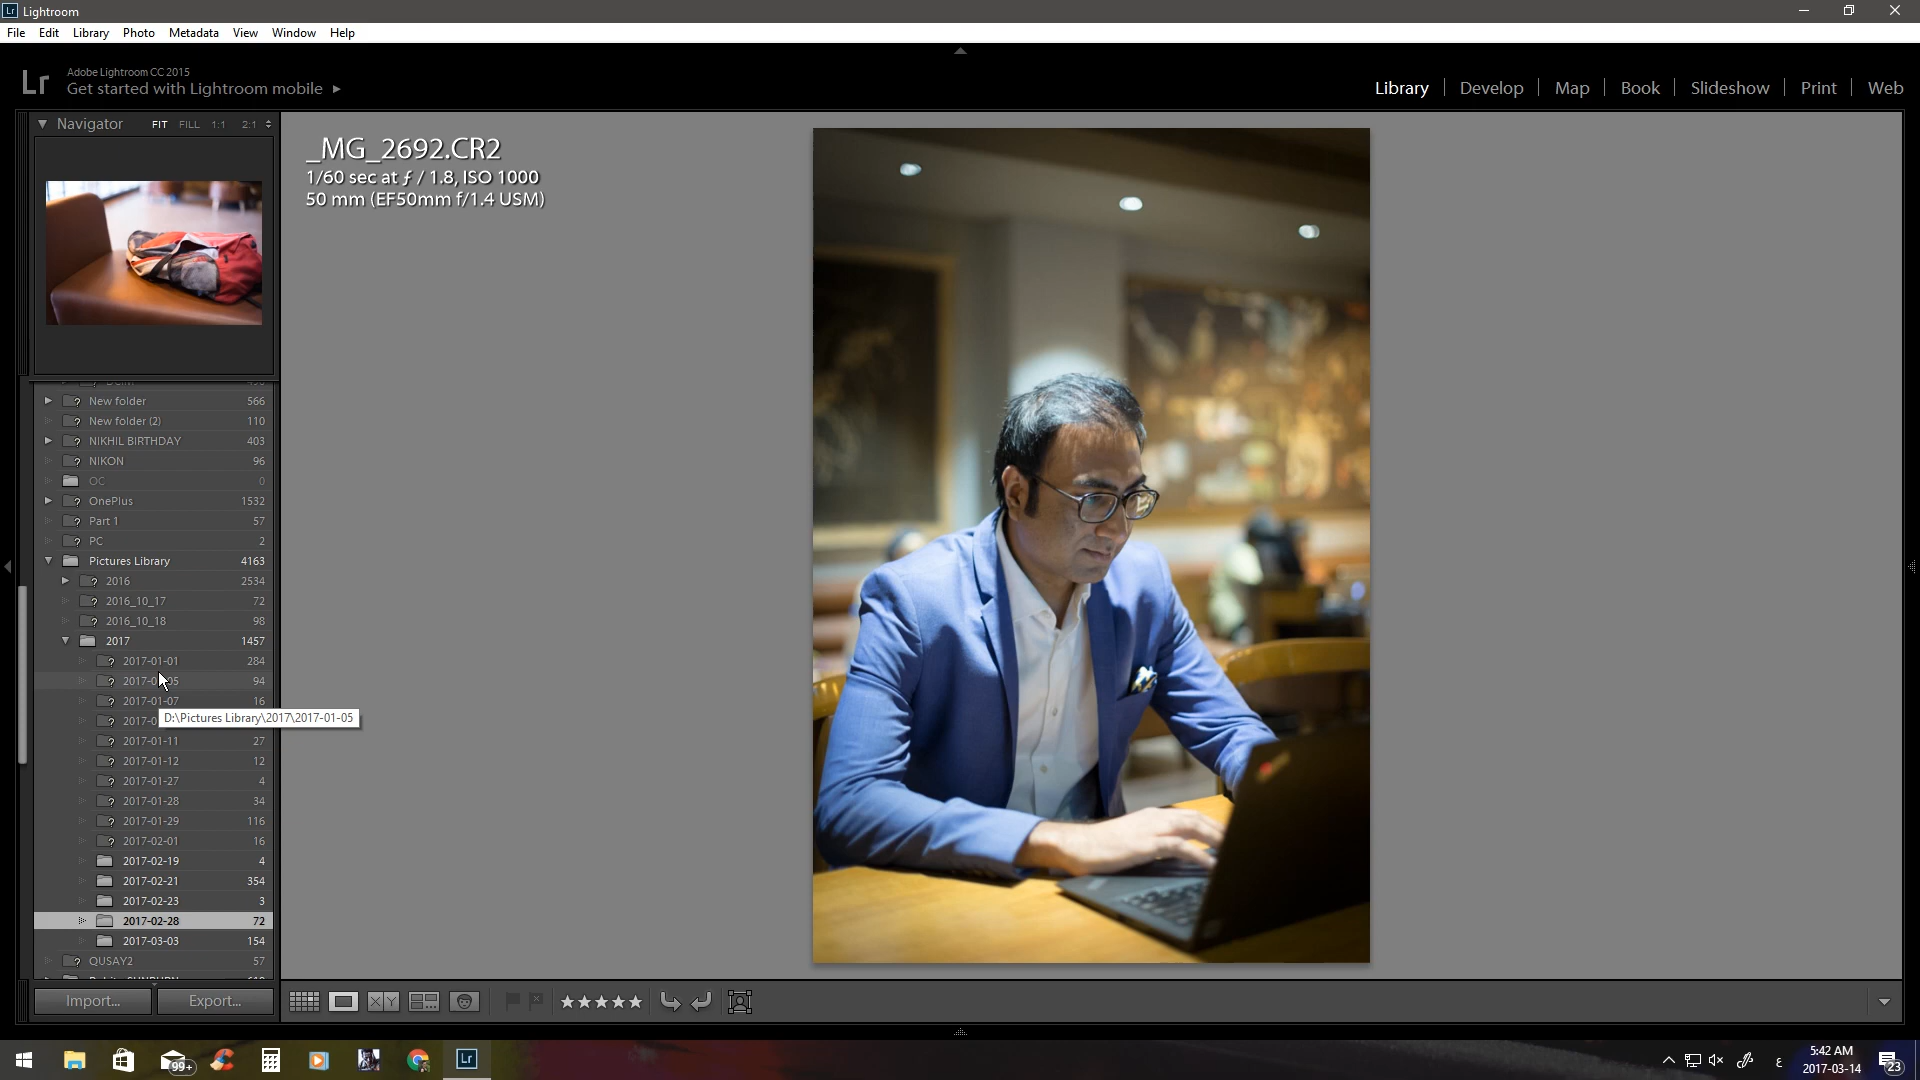 Lr Lightroom
File Edit Library Photo Metadata View Window Help
Lr
Adobe Lightroom CC 2015
Get started with Lightroom mobile
Library Develop Map Book Slideshow Print Web
Navigator FIT FILL 1:1 2:1
_MG_2692.CR2
1/60 sec at ƒ / 1.8, ISO 1000
50 mm (EF50mm f/1.4 USM)
New folder 566
New folder (2) 110
NIKHIL BIRTHDAY 403
NIKON 96
OC 0
OnePlus 1532
Part 1 57
PC 2
Pictures Library 4163
2016 2534
2016_10_17 72
2016_10_18 98
2017 1457
2017-01-01 284
94
2017-01-07 16
D:\Pictures Library\2017\2017-01-05
2017-01-11 27
2017-01-12 12
2017-01-27 4
2017-01-28 34
2017-01-29 116
2017-02-01 16
2017-02-19 4
2017-02-21 354
2017-02-23 3
2017-02-28 72
2017-03-03 154
QUSAY2 57
Import... Export...
X Y
99+
Lr
ع
5:42 AM
2017-03-14
23